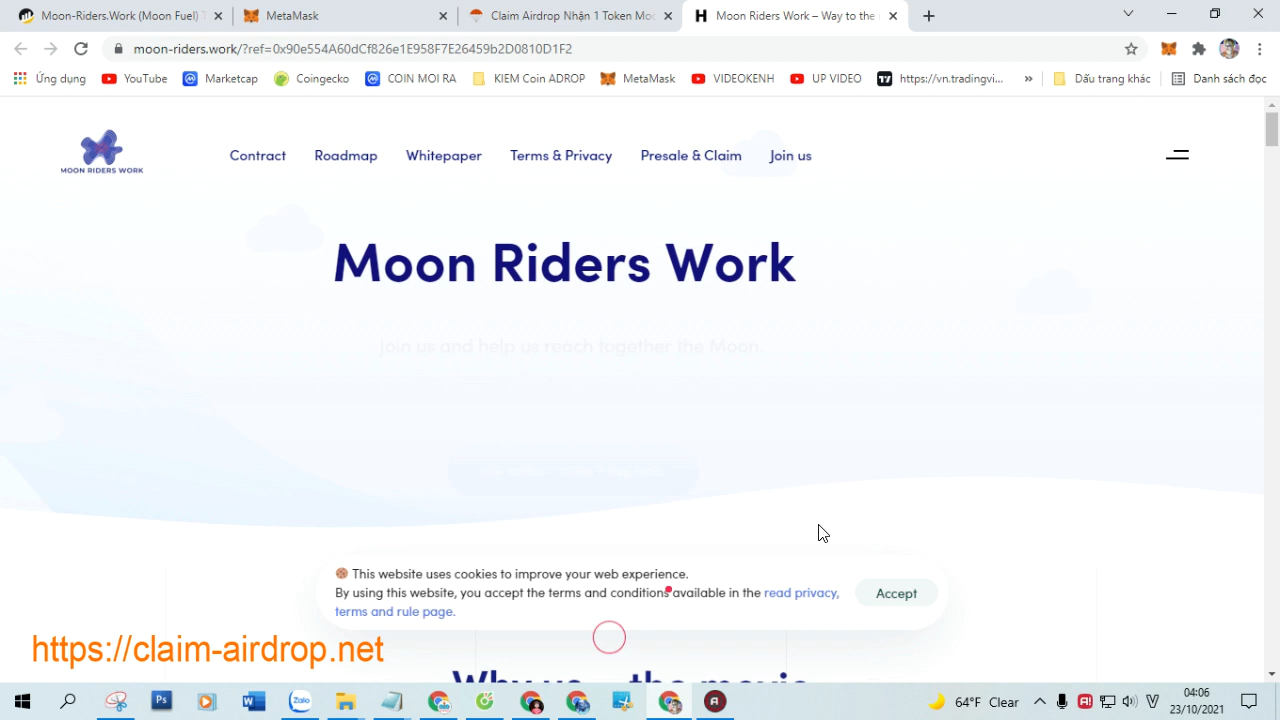 Moon Riders Work (Moon Fuel) T
MetaMask
Claim Airdrop Nhận 1 Token Moo
Moon Riders Work – Way to the
moon-riders.work/?ref=0x90e554A60dCf826e1E958F7E26459b2D0810D1F2
Ứng dụng
YouTube
Marketcap
Coingecko
COIN MOI RA
KIEM Coin ADROP
MetaMask
VIDEOKENH
UP VIDEO
https://vn.tradingvi...
»
Dấu trang khác
Danh sách đọc
MOON RIDERS WORK
Contract
Roadmap
Whitepaper
Terms & Privacy
Presale & Claim
Join us
Moon Riders Work
Join us and help us reach together the Moon.
🍪 This website uses cookies to improve your web experience.
By using this website, you accept the terms and conditions available in the read privacy,
terms and rule page.
Accept
https://claim-airdrop.net
Why us – the movie
64°F Clear
04:06
23/10/2021